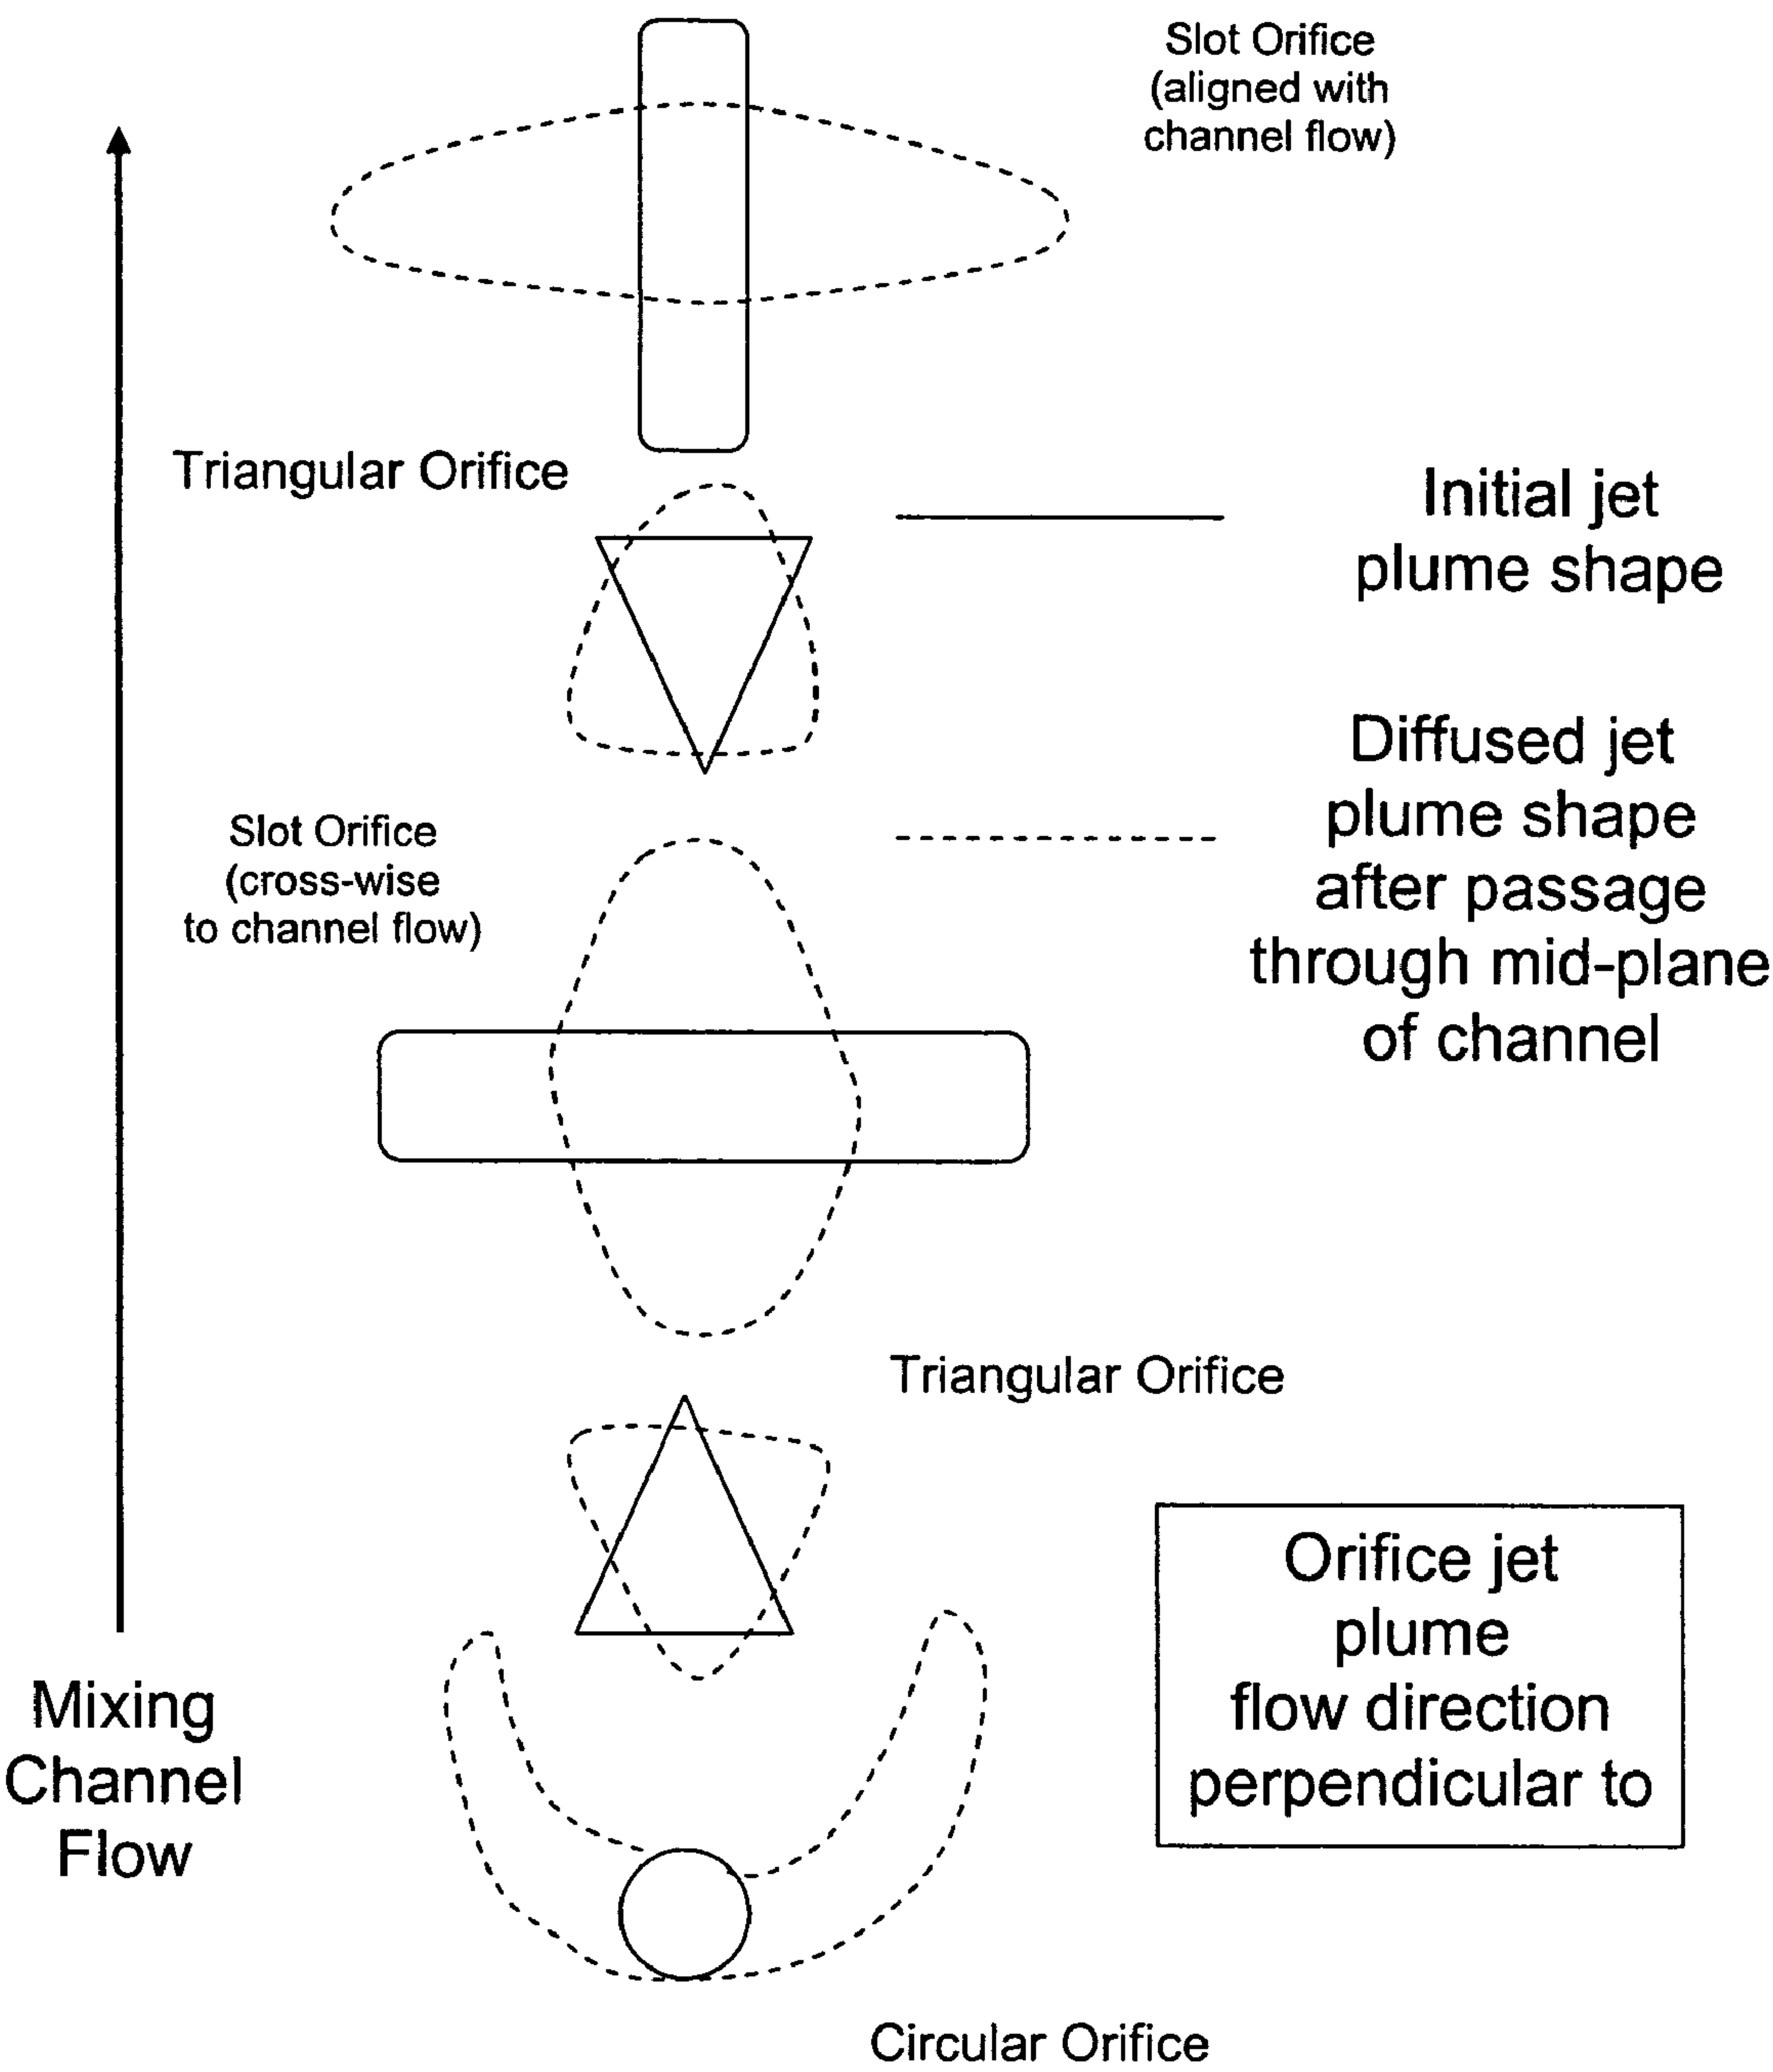 Slot Orifice
(aligned with
channel flow)
Triangular Orifice
Initial jet
plume shape
Diffused jet
plume shape
after passage
through mid-plane
of channel
Slot Orifice
(cross-wise
to channel flow)
Triangular Orifice
Orifice jet
plume
flow direction
perpendicular to
Mixing
Channel
Flow
Circular Orifice